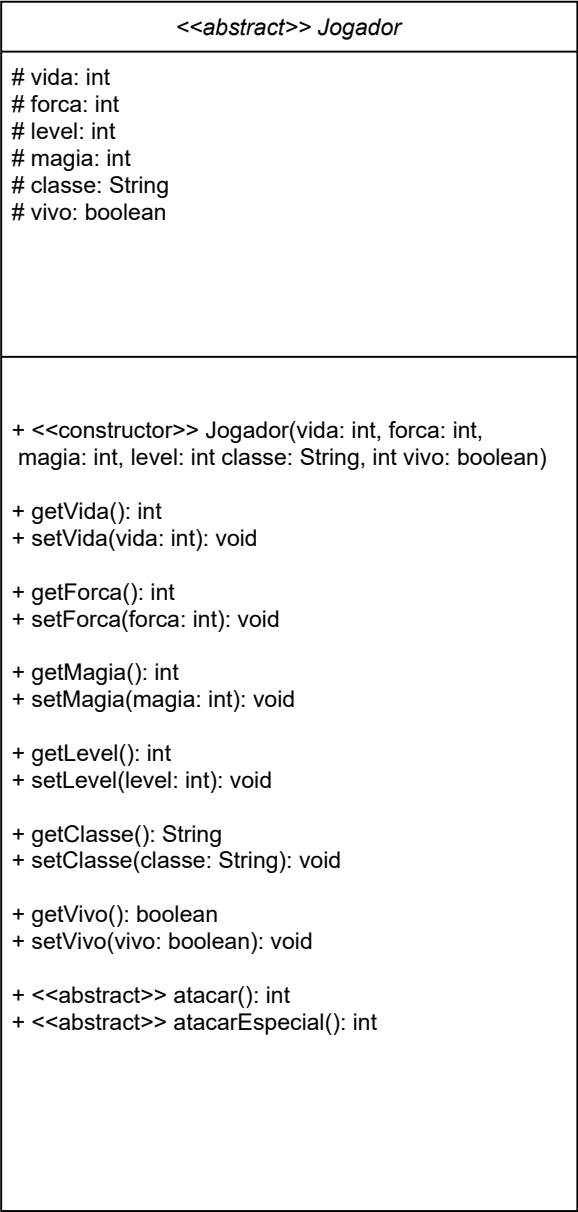 <<abstract>> Jogador
# vida: int
# forca: int
# level: int
# magia: int
# classe: String
# vivo: boolean
+ <<constructor>> Jogador(vida: int, forca: int,
magia: int, level: int classe: String, int vivo: boolean)
+ getVida(): int
+ setVida(vida: int): void
+ getForca(): int
+ setForca(forca: int): void
+ getMagia(): int
+ setMagia(magia: int): void
+ getLevel(): int
+ setLevel(level: int): void
+ getClasse(): String
+ setClasse(classe: String): void
+ getVivo(): boolean
+ setVivo(vivo: boolean): void
+ <<abstract>> atacar(): int
+ <<abstract>> atacarEspecial(): int